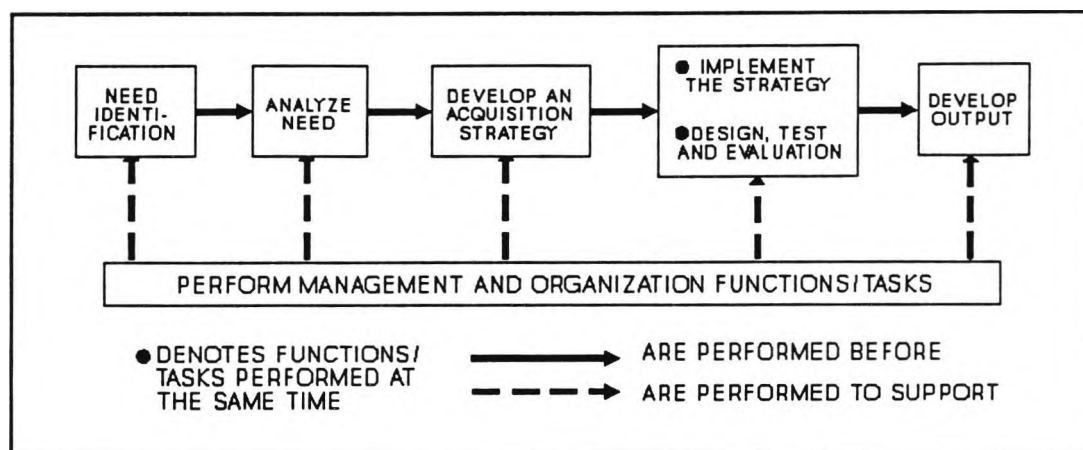 NEED
IDENTI-
FICATION
ANALYZE
NEED
DEVELOP AN
ACQUISITION
STRATEGY
● IMPLEMENT
THE STRATEGY
●DESIGN, TEST
AND EVALUATION
DEVELOP
OUTPUT
PERFORM MANAGEMENT AND ORGANIZATION FUNCTIONS/TASKS
● DENOTES FUNCTIONS/
TASKS PERFORMED AT
THE SAME TIME
ARE PERFORMED BEFORE
ARE PERFORMED TO SUPPORT